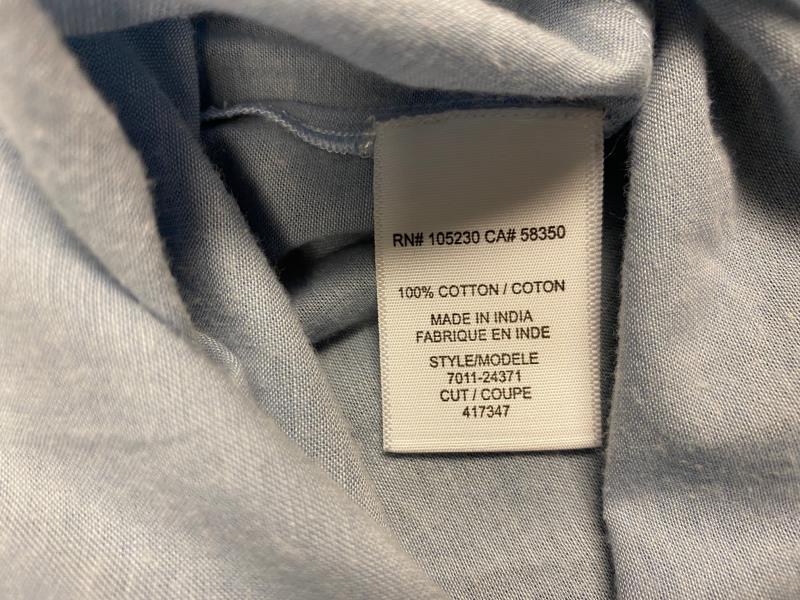 RN# 105230 CA# 58350
100% COTTON / COTON
MADE IN INDIA
FABRIQUE EN INDE
STYLE/MODELE
7011-24371
CUT / COUPE
417347